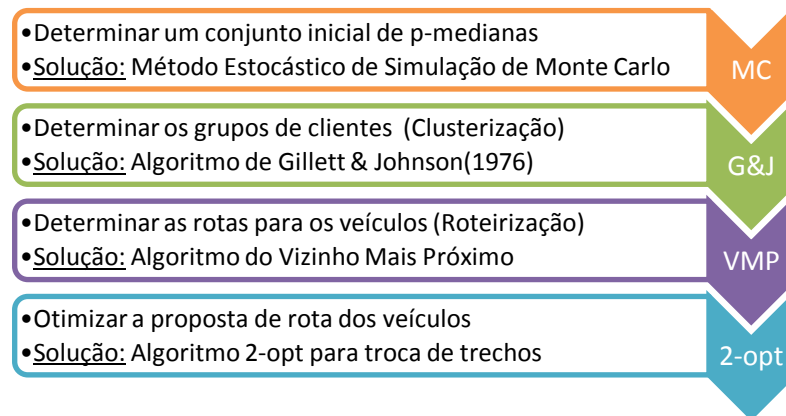 •Determinar um conjunto inicial de p-medianas
•Solução: Método Estocástico de Simulação de Monte Carlo
MC
•Determinar os grupos de clientes (Clusterização)
•Solução: Algoritmo de Gillett & Johnson(1976)
G&J
•Determinar as rotas para os veículos (Roteirização)
•Solução: Algoritmo do Vizinho Mais Próximo
VMP
•Otimizar a proposta de rota dos veículos
•Solução: Algoritmo 2-opt para troca de trechos
2-opt